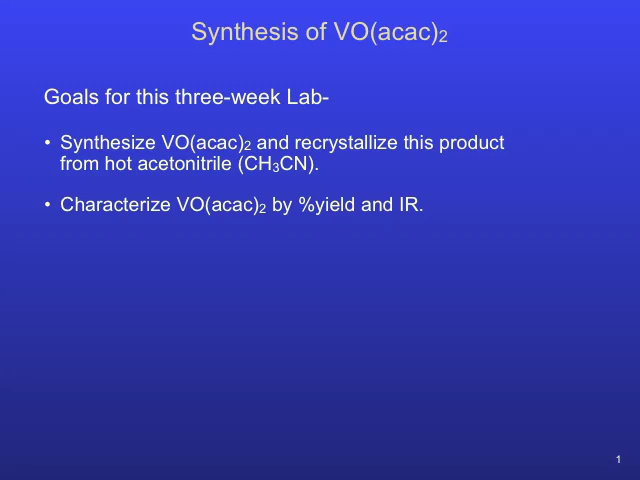 Synthesis of VO(acac)₂
Goals for this three-week Lab-
• Synthesize VO(acac)₂ and recrystallize this product
from hot acetonitrile (CH₃CN).
• Characterize VO(acac)₂ by %yield and IR.
1